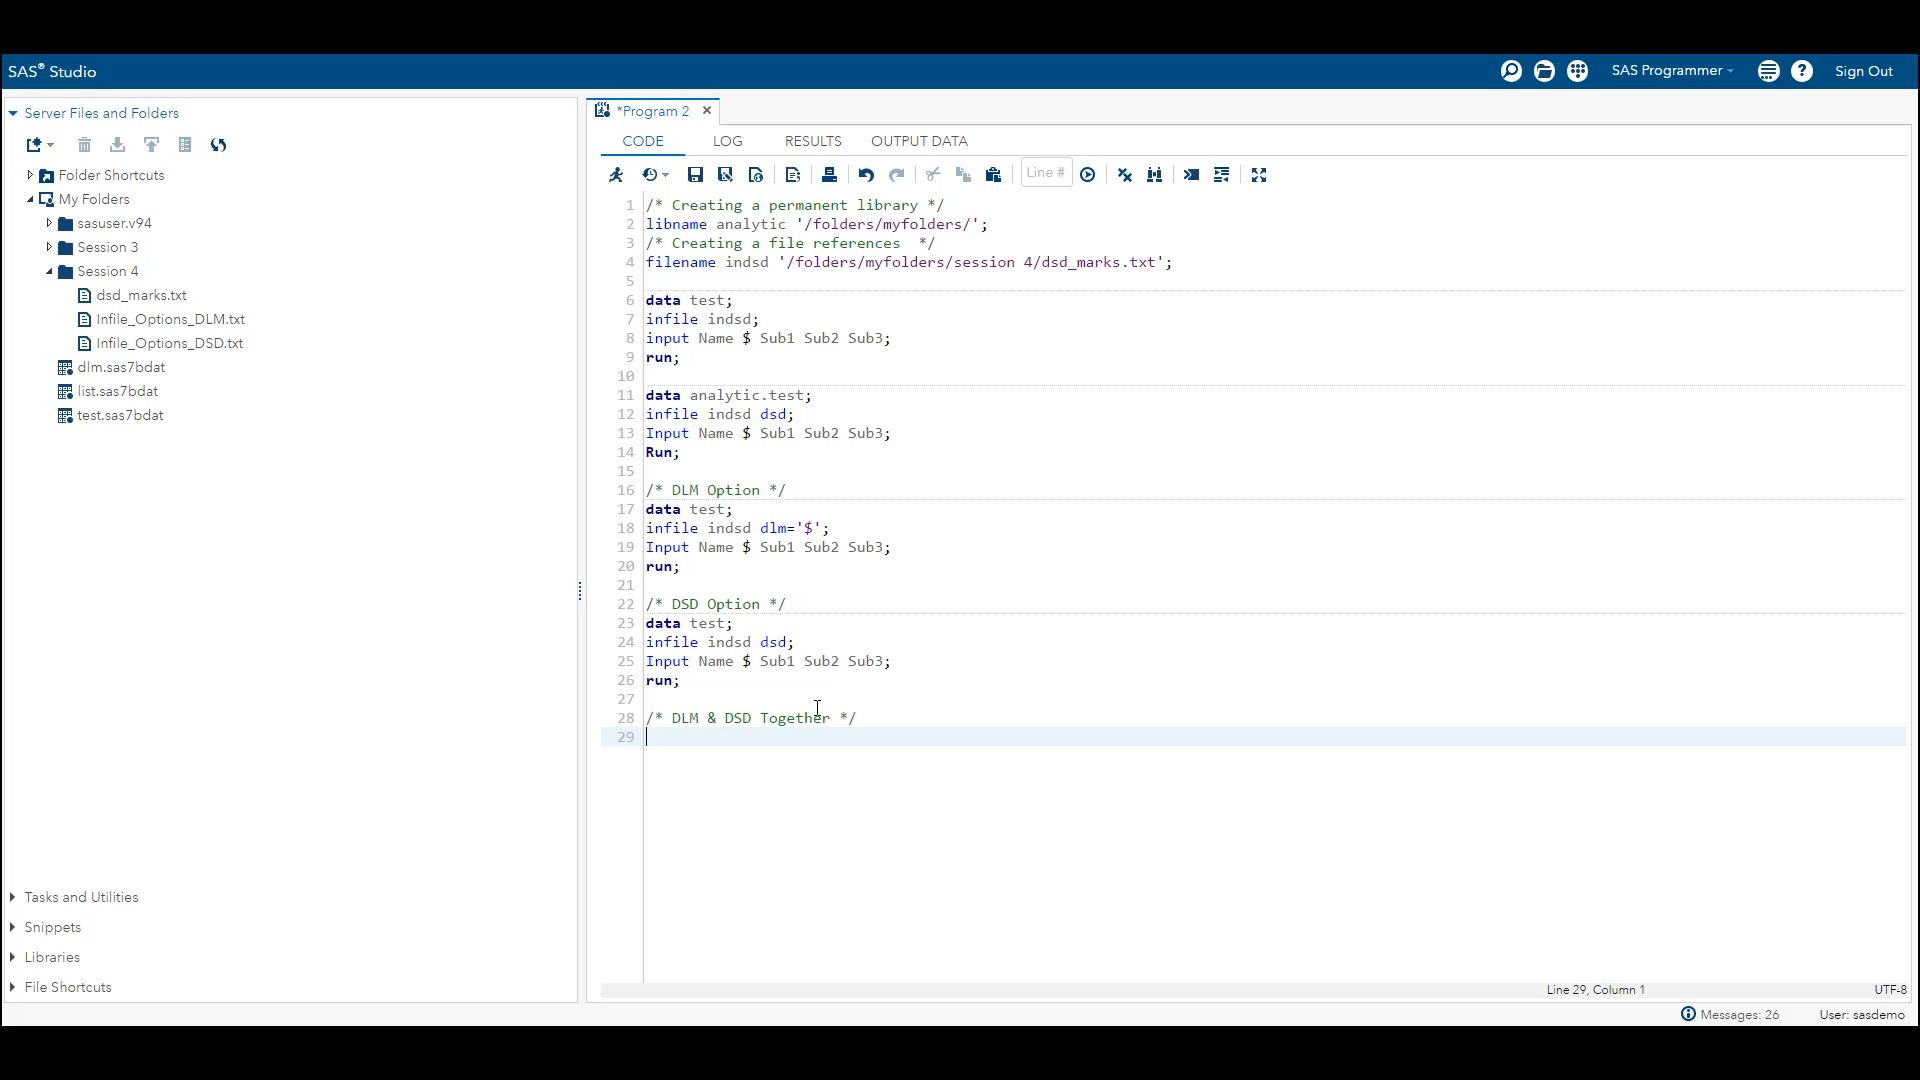 SAS® Studio
SAS Programmer
Sign Out
Server Files and Folders
Folder Shortcuts
My Folders
sasuser.v94
Session 3
Session 4
dsd_marks.txt
Infile_Options_DLM.txt
Infile_Options_DSD.txt
dlm.sas7bdat
list.sas7bdat
test.sas7bdat
Tasks and Utilities
Snippets
Libraries
File Shortcuts
*Program 2
CODE LOG RESULTS OUTPUT DATA
Line #
1 /* Creating a permanent library */
2 libname analytic '/folders/myfolders/';
3 /* Creating a file references  */
4 filename indsd '/folders/myfolders/session 4/dsd_marks.txt';
5
6 data test;
7 infile indsd;
8 input Name $ Sub1 Sub2 Sub3;
9 run;
10
11 data analytic.test;
12 infile indsd dsd;
13 Input Name $ Sub1 Sub2 Sub3;
14 Run;
15
16 /* DLM Option */
17 data test;
18 infile indsd dlm='$';
19 Input Name $ Sub1 Sub2 Sub3;
20 run;
21
22 /* DSD Option */
23 data test;
24 infile indsd dsd;
25 Input Name $ Sub1 Sub2 Sub3;
26 run;
27
28 /* DLM & DSD Together */
29
Line 29, Column 1
UTF-8
Messages: 26
User: sasdemo